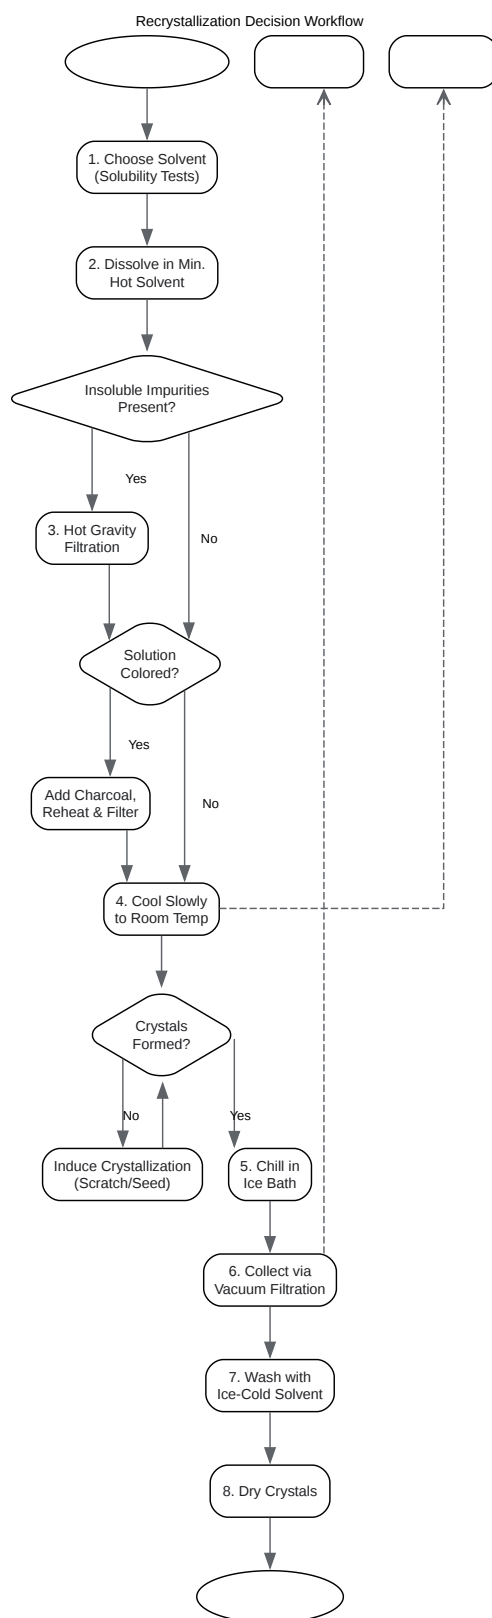 Recrystallization Decision Workflow
1. Choose Solvent
(Solubility Tests)
2. Dissolve in Min.
Hot Solvent
Insoluble Impurities
Present?
Yes
3. Hot Gravity
Filtration
No
Solution
Colored?
Yes
Add Charcoal,
Reheat & Filter
No
4. Cool Slowly
to Room Temp
Crystals
Formed?
No
Yes
Induce Crystallization
(Scratch/Seed)
5. Chill in
Ice Bath
6. Collect via
Vacuum Filtration
7. Wash with
Ice-Cold Solvent
8. Dry Crystals